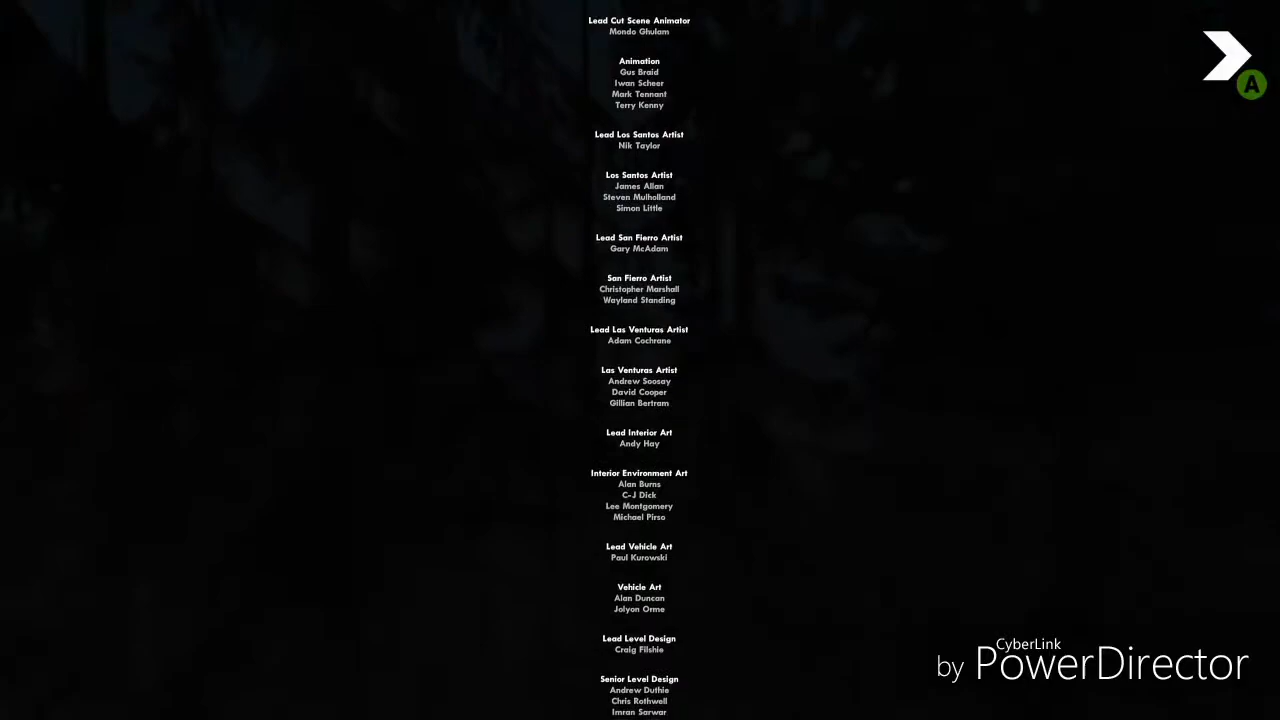 Lead Cut Scene Animator
Mondo Ghulam
Animation
Gus Braid
Iwan Scheer
Mark Tennant
Terry Kenny
Lead Los Santos Artist
Nik Taylor
Los Santos Artist
James Allan
Steven Mulholland
Simon Little
Lead San Fierro Artist
Gary McAdam
San Fierro Artist
Christopher Marshall
Wayland Standing
Lead Las Venturas Artist
Adam Cochrane
Las Venturas Artist
Andrew Soosay
David Cooper
Gillian Bertram
Lead Interior Art
Andy Hay
Interior Environment Art
Alan Burns
C-J Dick
Lee Montgomery
Michael Pirso
Lead Vehicle Art
Paul Kurowski
Vehicle Art
Alan Duncan
Jolyon Orme
Lead Level Design
Craig Filshie
Senior Level Design
Andrew Duthie
Chris Rothwell
Imran Sarwar
A
CyberLink
by PowerDirector